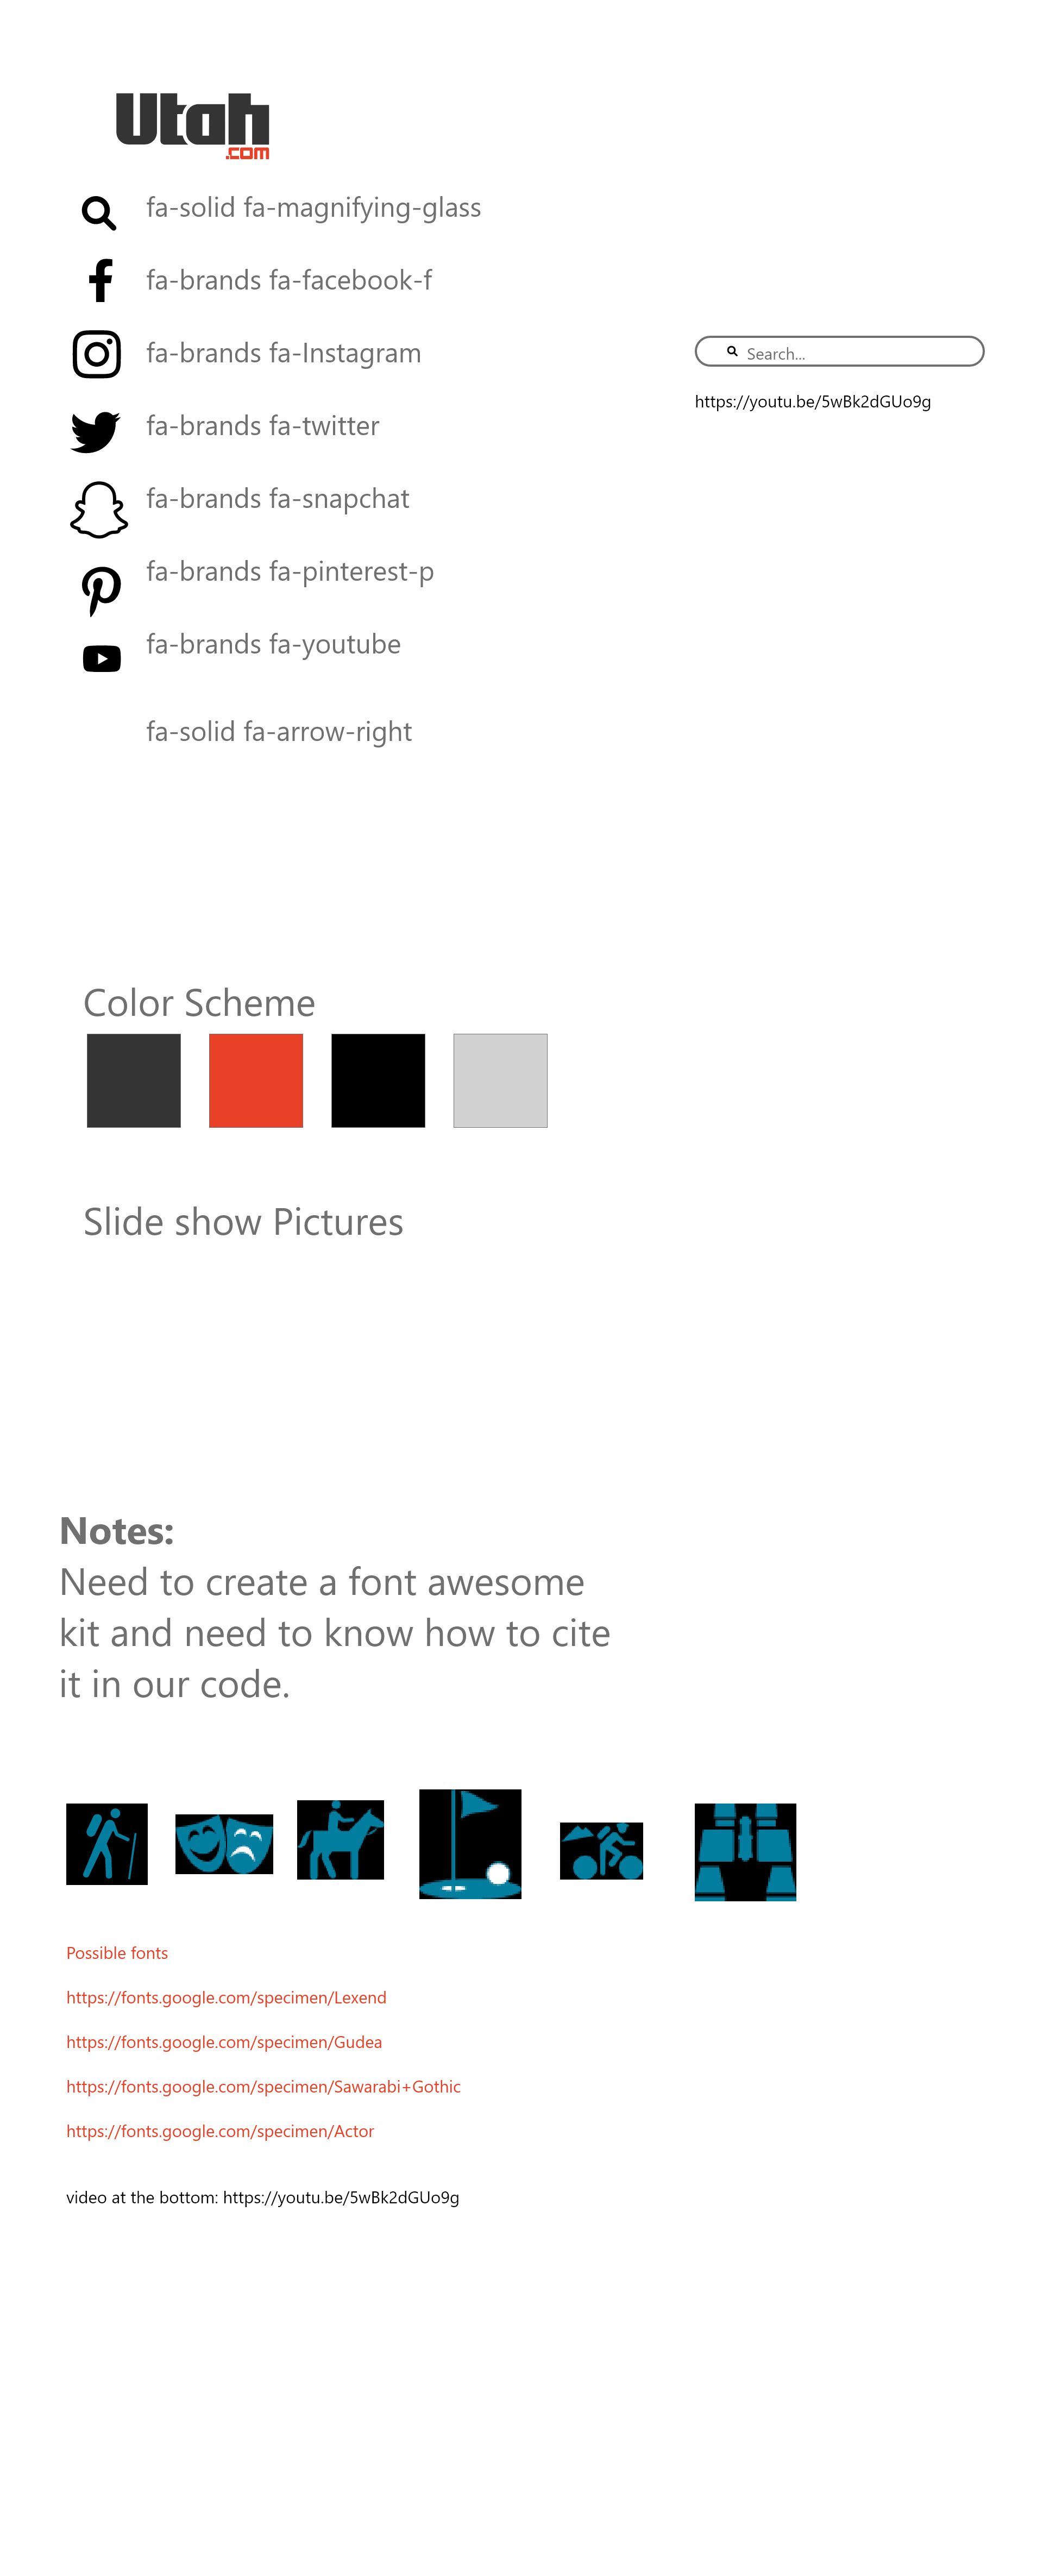 Utah
.com
fa-solid fa-magnifying-glass
fa-brands fa-facebook-f
fa-brands fa-Instagram
Search...
https://youtu.be/5wBk2dGUo9g
fa-brands fa-twitter
fa-brands fa-snapchat
fa-brands fa-pinterest-p
fa-brands fa-youtube
fa-solid fa-arrow-right
Color Scheme
Slide show Pictures
Notes:
Need to create a font awesome
kit and need to know how to cite
it in our code.
Possible fonts
https://fonts.google.com/specimen/Lexend
https://fonts.google.com/specimen/Gudea
https://fonts.google.com/specimen/Sawarabi+Gothic
https://fonts.google.com/specimen/Actor
video at the bottom: https://youtu.be/5wBk2dGUo9g